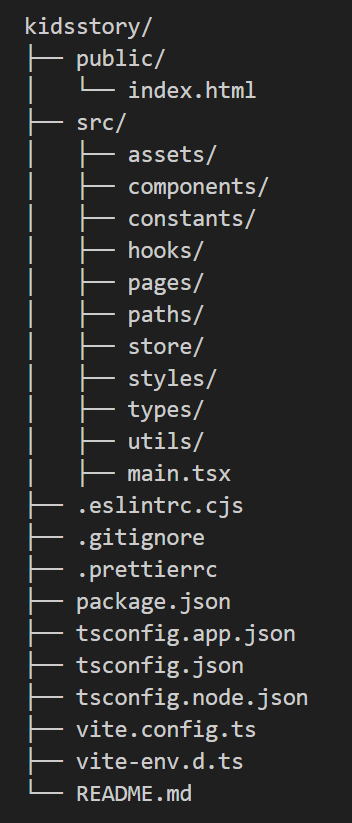 kidsstory/
├── public/
│   └── index.html
├── src/
│   ├── assets/
│   ├── components/
│   ├── constants/
│   ├── hooks/
│   ├── pages/
│   ├── paths/
│   ├── store/
│   ├── styles/
│   ├── types/
│   ├── utils/
│   ├── main.tsx
├── .eslintrc.cjs
├── .gitignore
├── .prettierrc
├── package.json
├── tsconfig.app.json
├── tsconfig.json
├── tsconfig.node.json
├── vite.config.ts
├── vite-env.d.ts
└── README.md